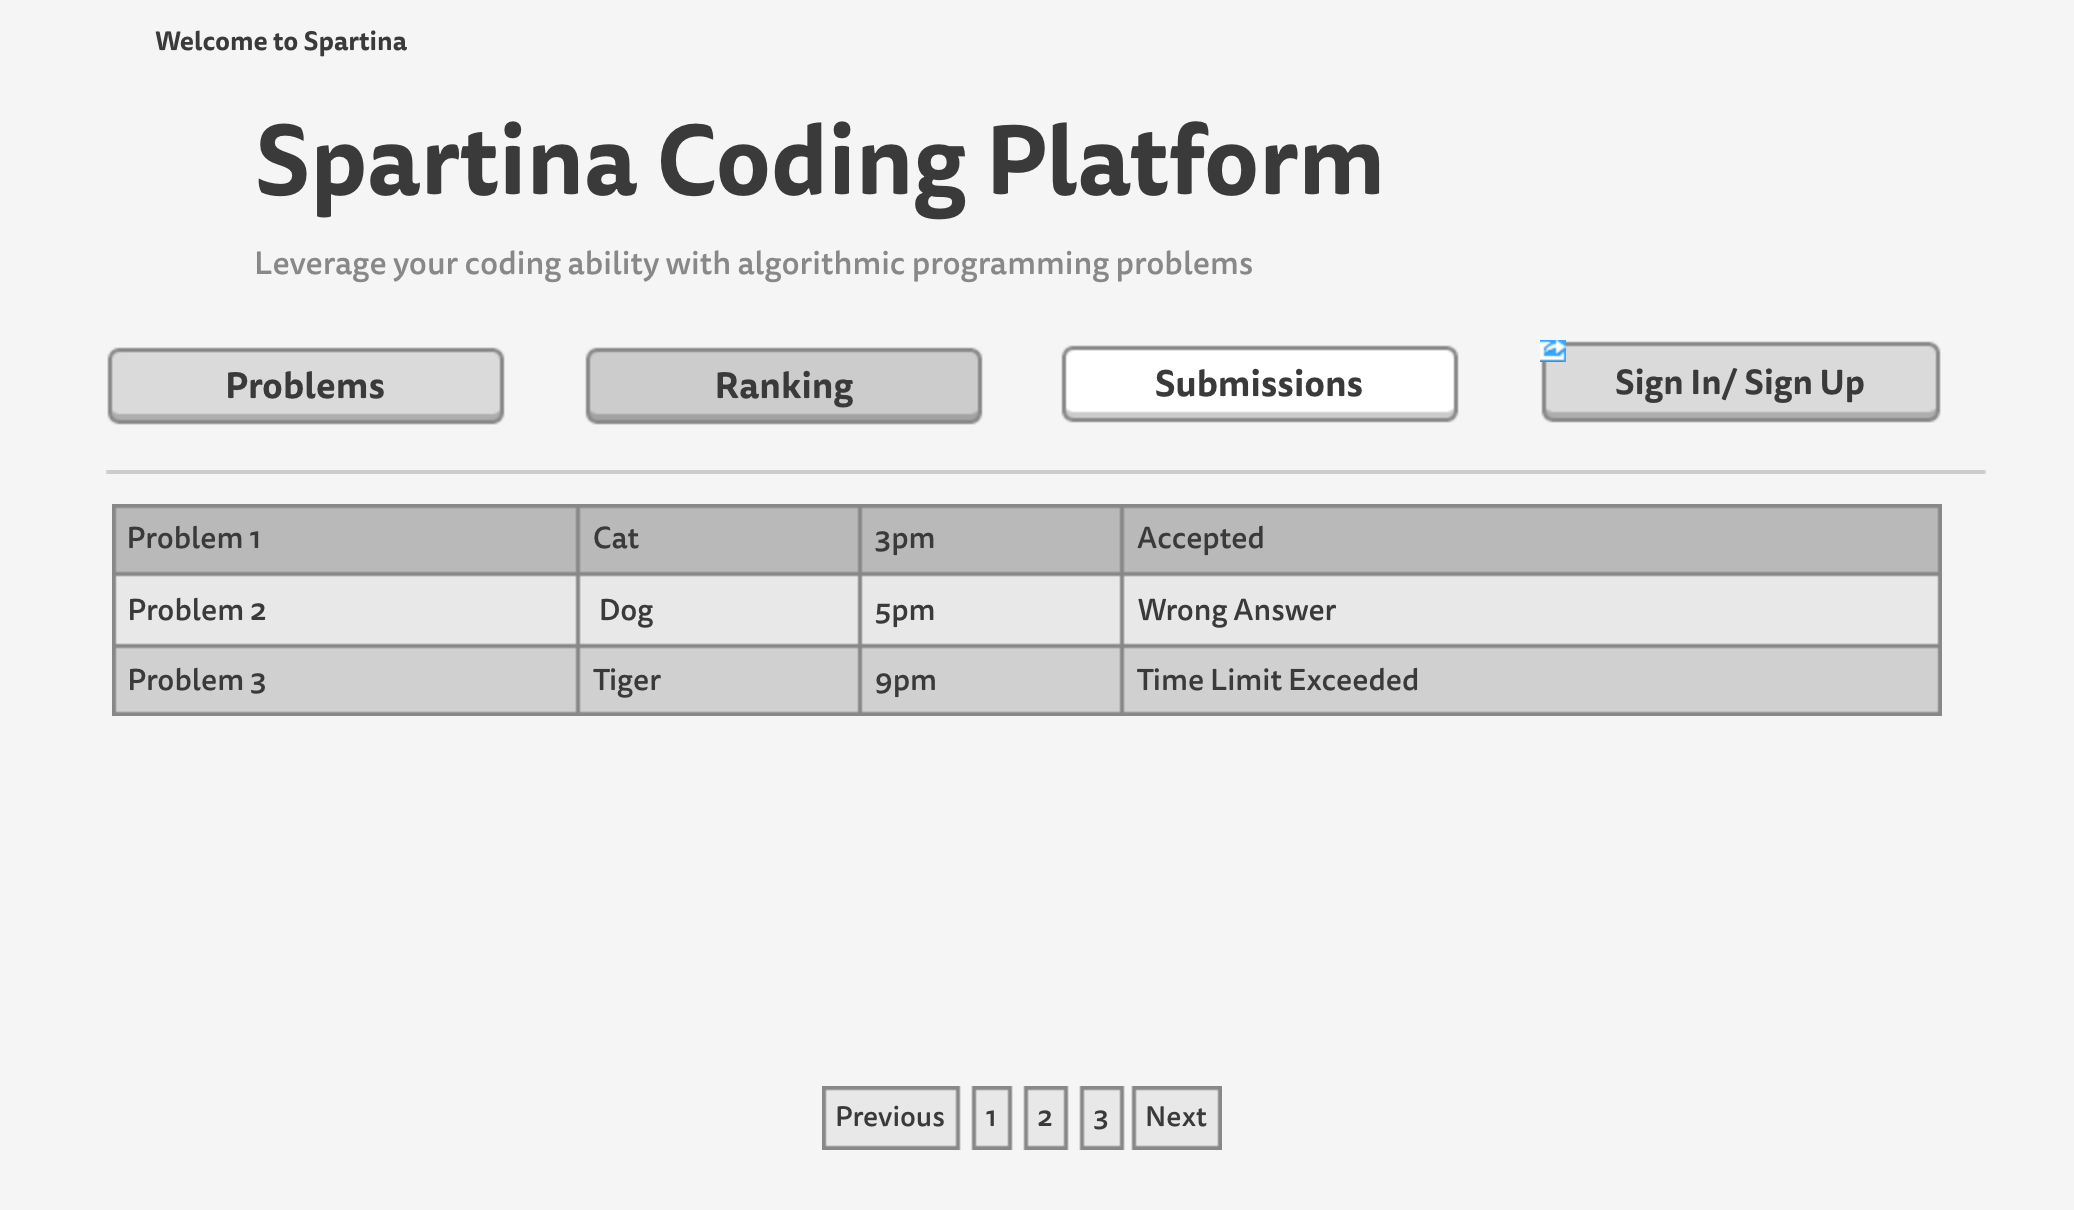 Welcome to Spartina
Spartina Coding Platform
Leverage your coding ability with algorithmic programming problems
Problems Ranking Submissions Sign In/ Sign Up
Problem 1 Cat 3pm Accepted
Problem 2 Dog 5pm Wrong Answer
Problem 3 Tiger 9pm Time Limit Exceeded
Previous 1 2 3 Next